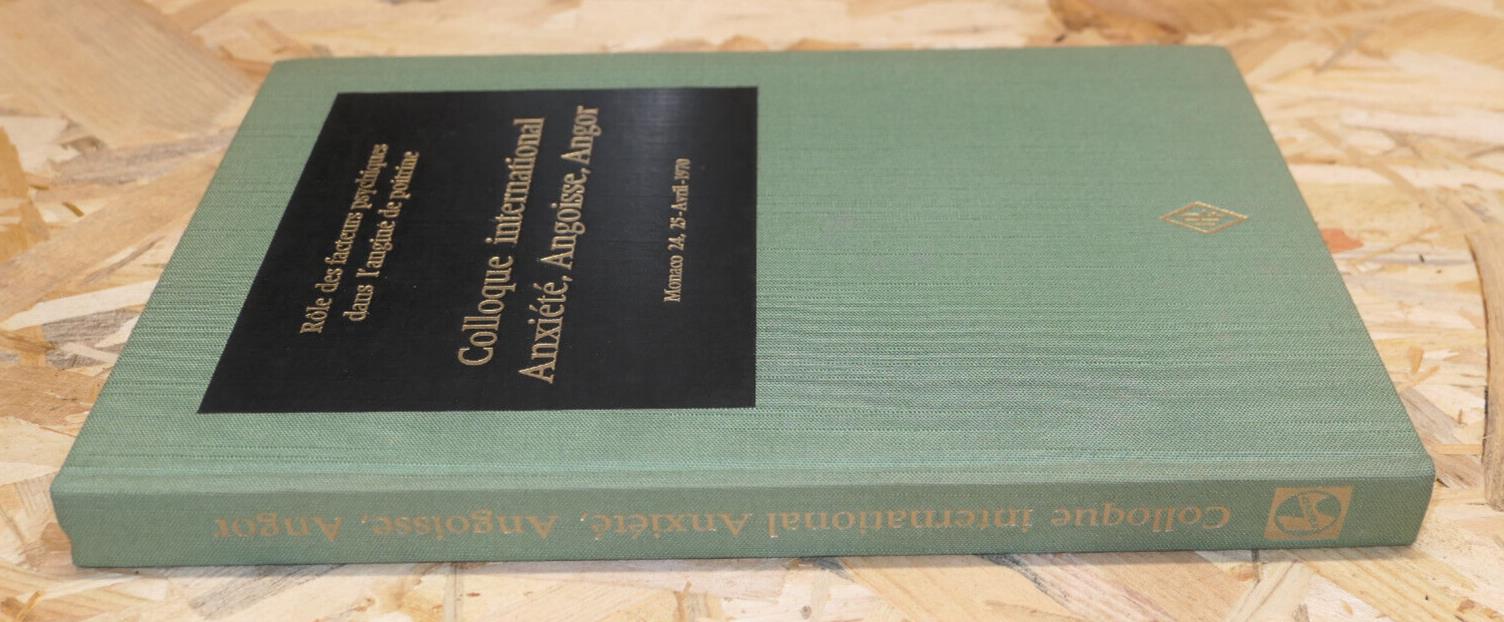 Rôle des facteurs psychiques
dans l'angine de poitrine
Colloque international
Anxiété, Angoisse, Angor
Monaco 24, 25-Avril-1970
Colloque international Anxiété, Angoisse, Angor